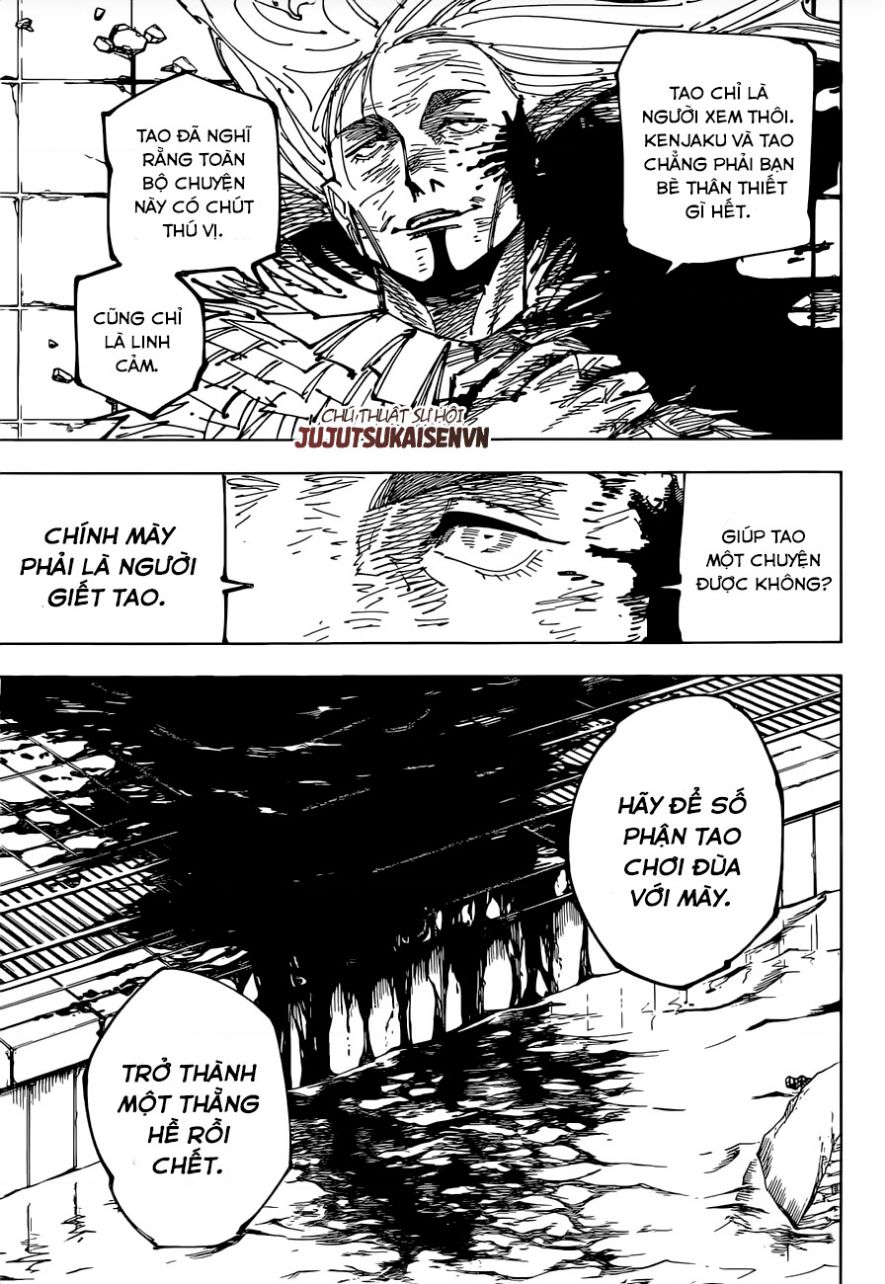 TAO CHỈ LÀ
NGƯỜI XEM THÔI.
KENJAKU VÀ TAO
CHẲNG PHẢI BẠN
BÈ THÂN THIẾT
GÌ HẾT.
TAO ĐÃ NGHĨ
RẰNG TOÀN
BỘ CHUYỆN
NÀY CÓ CHÚT
THÚ VỊ.
CŨNG CHỈ
LÀ LINH
CẢM.
CHÚ THUẬT SƯ HỒI
JUJUTSUKAISENVN
GIÚP TAO
MỘT CHUYỆN
ĐƯỢC KHÔNG?
CHÍNH MÀY
PHẢI LÀ NGƯỜI
GIẾT TAO.
HÃY ĐỂ SỐ
PHẬN TAO
CHƠI ĐÙA
VỚI MÀY.
TRỞ THÀNH
MỘT THẰNG
HỀ RỒI
CHẾT.